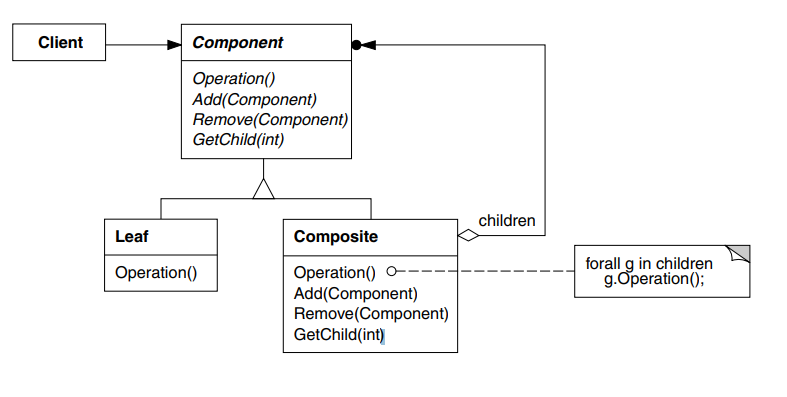 Client
Component
Operation()
Add(Component)
Remove(Component)
GetChild(int)
children
Leaf
Operation()
Composite
Operation()
Add(Component)
Remove(Component)
GetChild(int)
forall g in children
g.Operation();